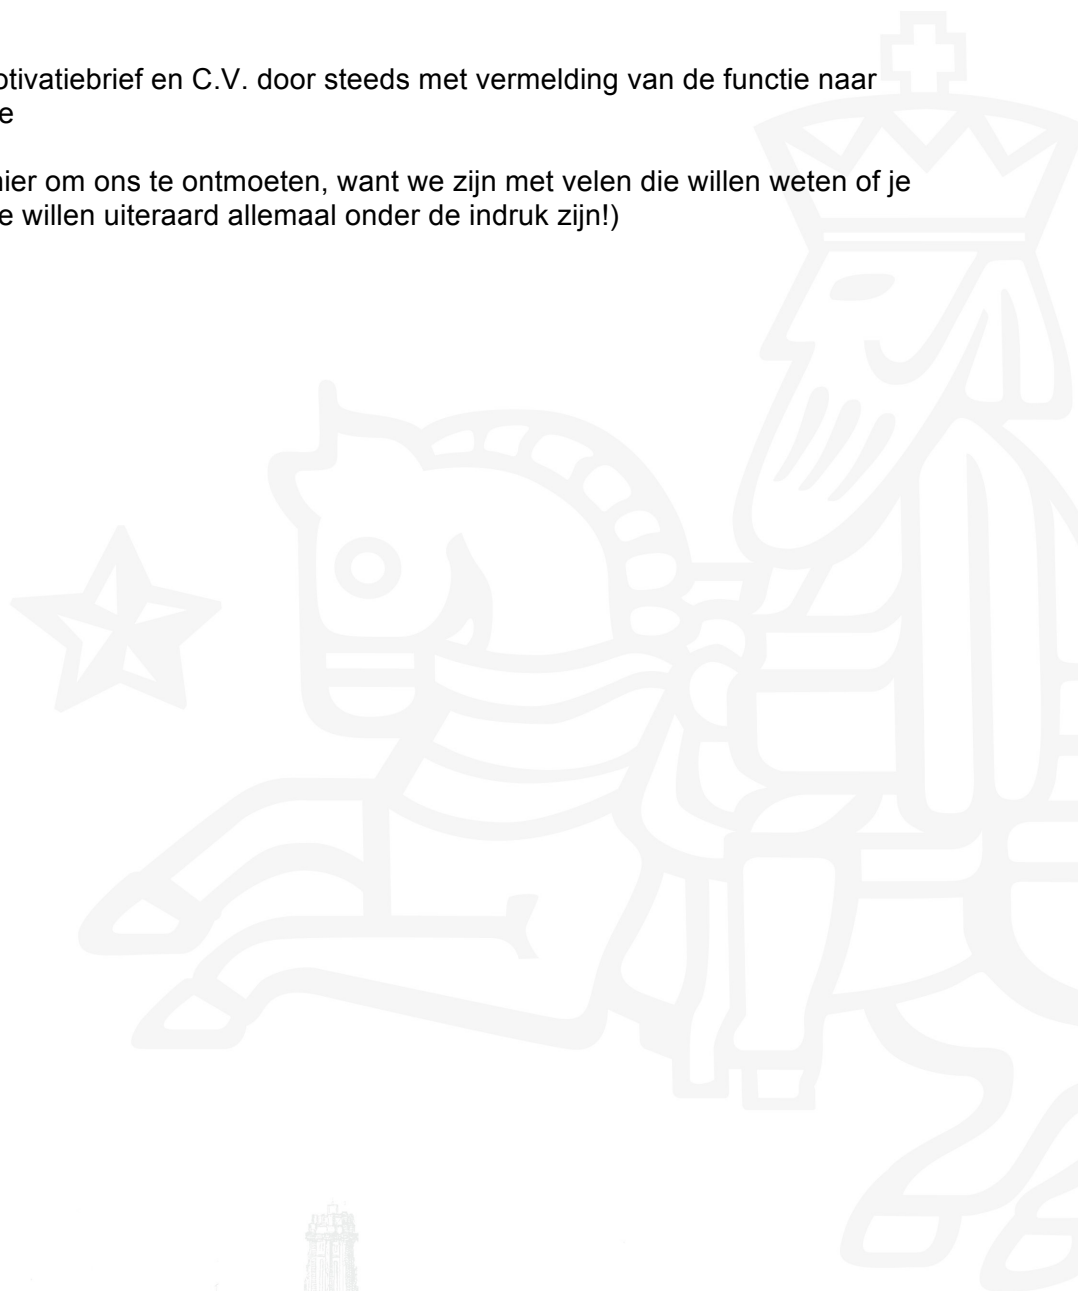 otivatiebrief en C.V. door steeds met vermelding van de functie naar
e
nier om ons te ontmoeten, want we zijn met velen die willen weten of je
e willen uiteraard allemaal onder de indruk zijn!)